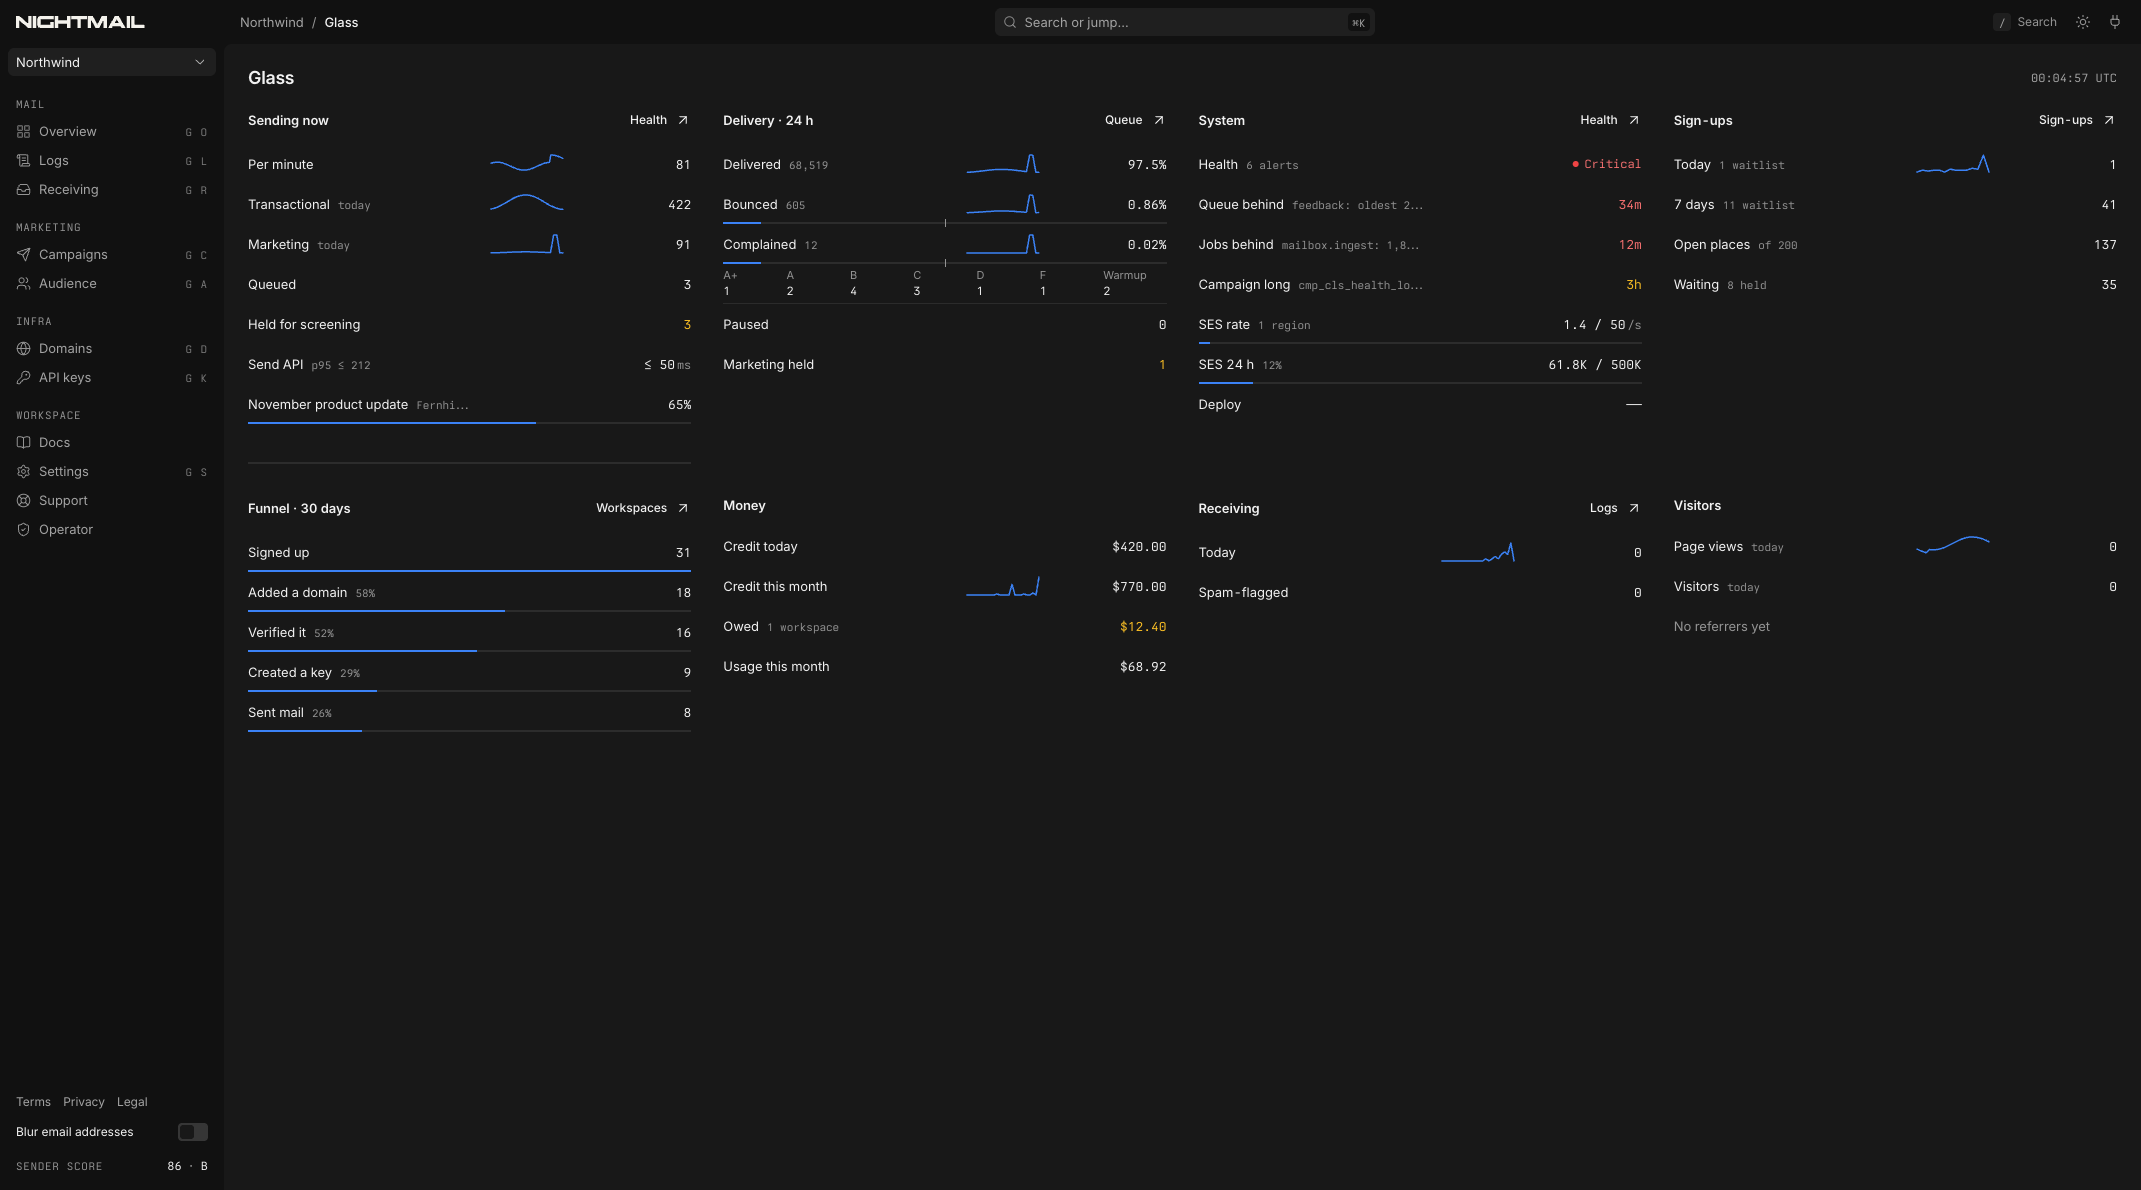 NIGHTMAIL
Northwind / Glass
Search or jump... ⌘K
/ Search
Northwind
MAIL
Overview G O
Logs G L
Receiving G R
MARKETING
Campaigns G C
Audience G A
INFRA
Domains G D
API keys G K
WORKSPACE
Docs
Settings G S
Support
Operator
Terms Privacy Legal
Blur email addresses
SENDER SCORE 86 · B
Glass 00:04:57 UTC
Sending now Health
Per minute 81
Transactional today 422
Marketing today 91
Queued 3
Held for screening 3
Send API p95 ≤ 212 ≤ 50 ms
November product update Fernhi... 65%
Delivery · 24 h Queue
Delivered 68,519 97.5%
Bounced 605 0.86%
Complained 12 0.02%
A+ A B C D F Warmup
1 2 4 3 1 1 2
Paused 0
Marketing held 1
System Health
Health 6 alerts Critical
Queue behind feedback: oldest 2... 34m
Jobs behind mailbox.ingest: 1,8... 12m
Campaign long cmp_cls_health_lo... 3h
SES rate 1 region 1.4 / 50 /s
SES 24 h 12% 61.8K / 500K
Deploy —
Sign-ups Sign-ups
Today 1 waitlist 1
7 days 11 waitlist 41
Open places of 200 137
Waiting 8 held 35
Funnel · 30 days Workspaces
Signed up 31
Added a domain 58% 18
Verified it 52% 16
Created a key 29% 9
Sent mail 26% 8
Money
Credit today $420.00
Credit this month $770.00
Owed 1 workspace $12.40
Usage this month $68.92
Receiving Logs
Today 0
Spam-flagged 0
Visitors
Page views today 0
Visitors today 0
No referrers yet